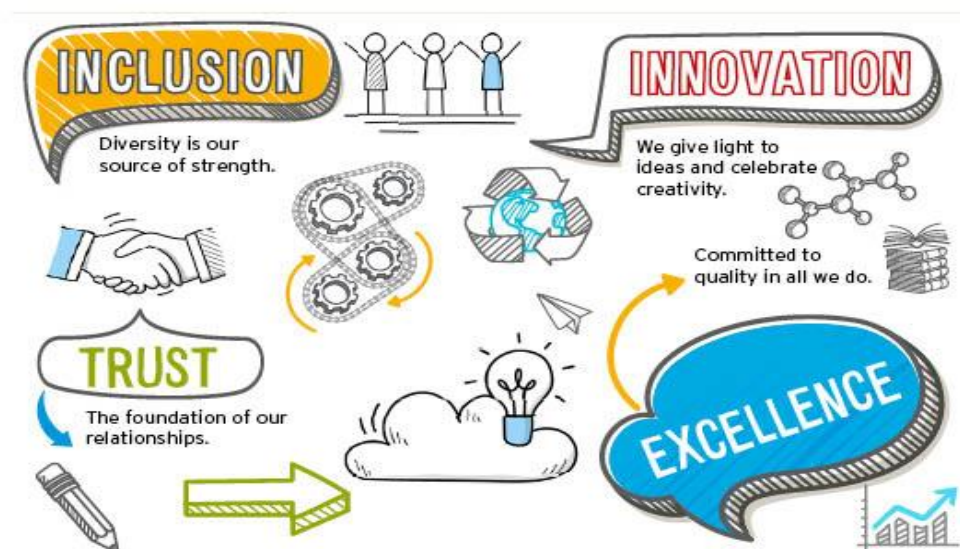 INCLUSION
Diversity is our
source of strength.
INNOVATION
We give light to
ideas and celebrate
creativity.
TRUST
The foundation of our
relationships.
Committed to
quality in all we do.
EXCELLENCE